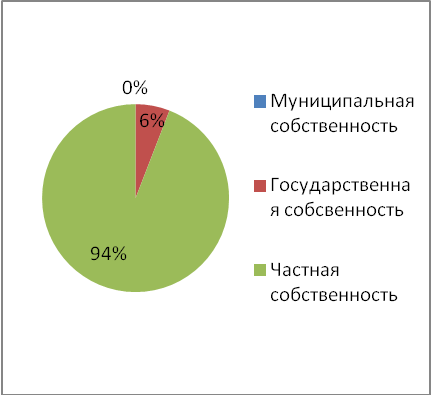 0%
6%
94%
Муниципальная
собственность
Государственна
я собсвенность
Частная
собственность